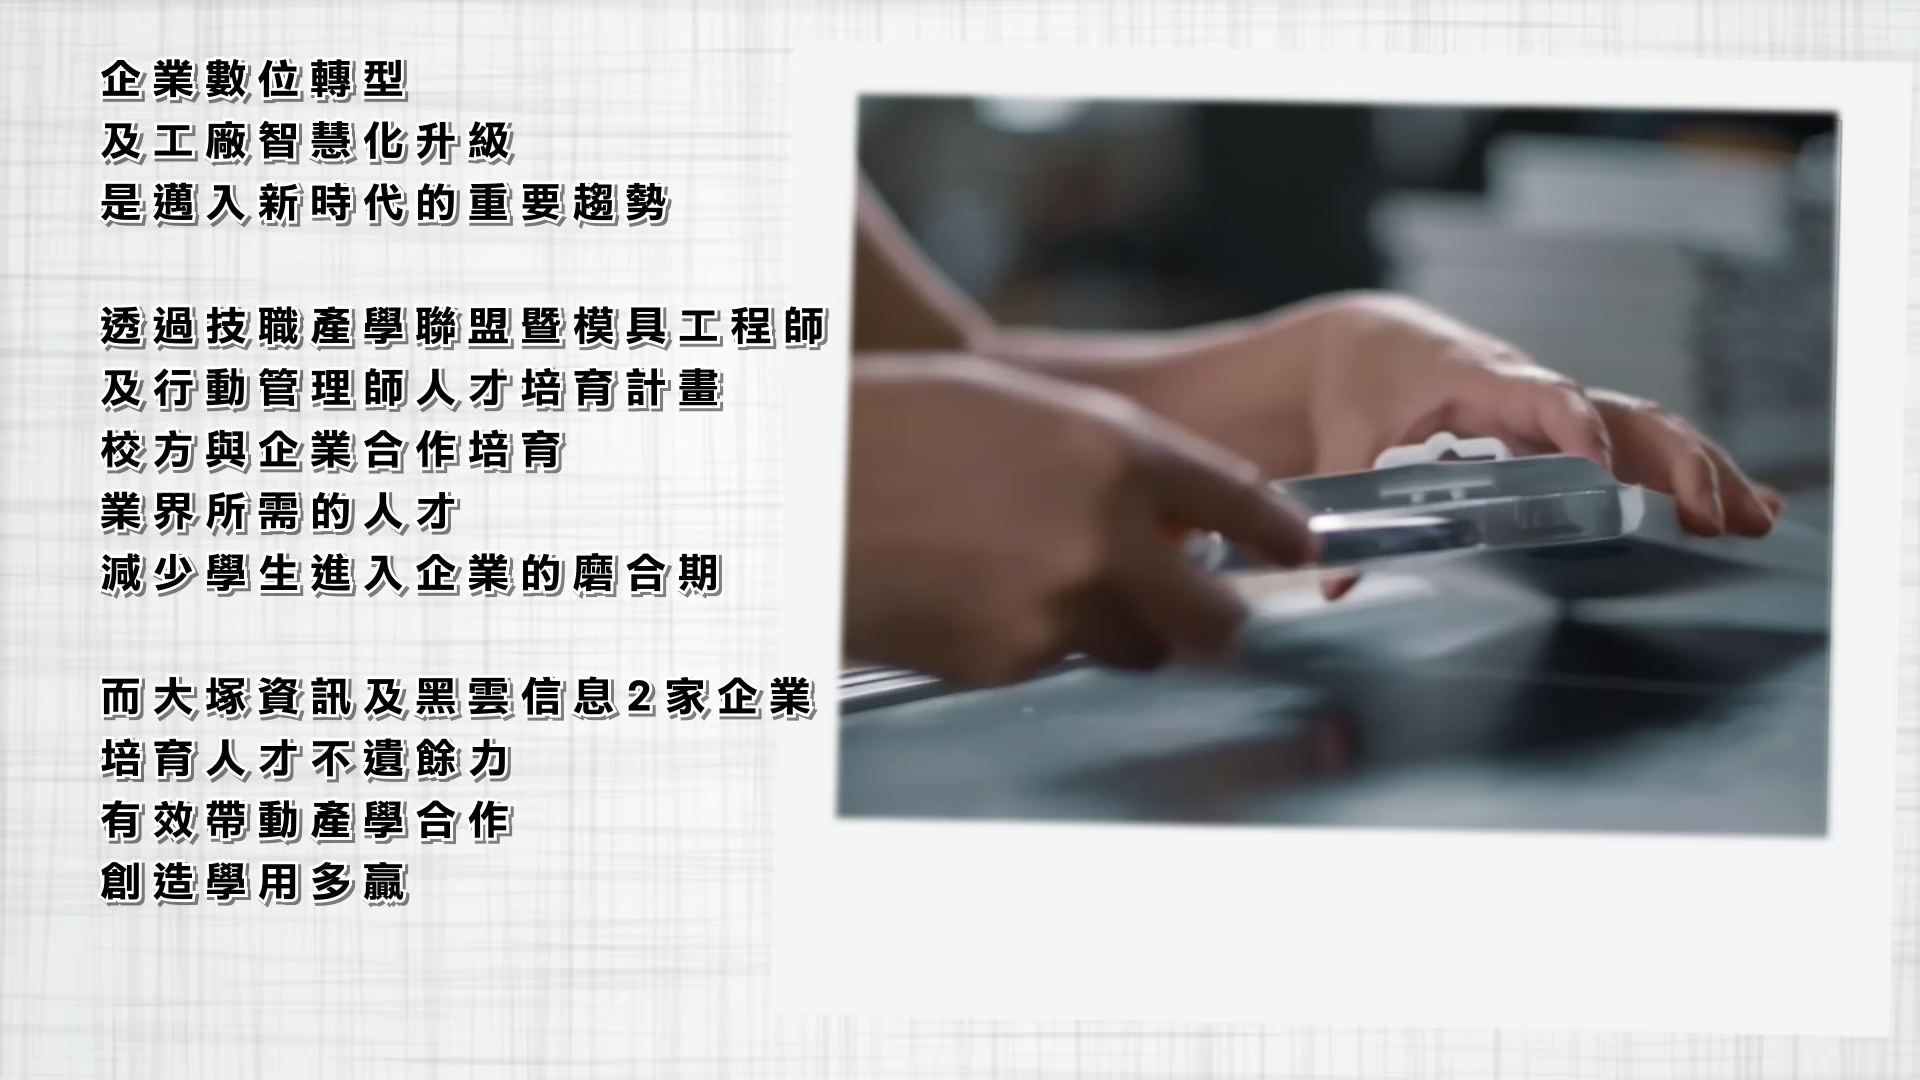 企業數位轉型
及工廠智慧化升級
是邁入新時代的重要趨勢
透過技職產學聯盟暨模具工程師
及行動管理師人才培育計畫
校方與企業合作培育
業界所需的人才
減少學生進入企業的磨合期
而大塚資訊及黑雲信息2家企業
培育人才不遺餘力
有效帶動產學合作
創造學用多贏